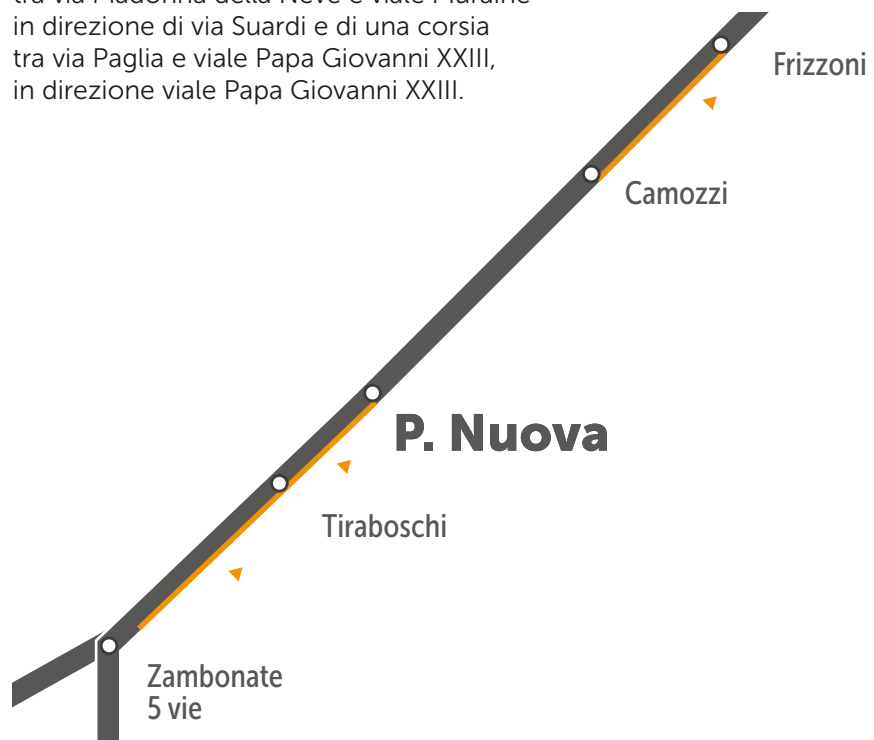 in direzione di via Suardi e di una corsia
tra via Paglia e viale Papa Giovanni XXIII,
in direzione viale Papa Giovanni XXIII.
Frizzoni
Camozzi
P. Nuova
Tiraboschi
Zambonate
5 vie